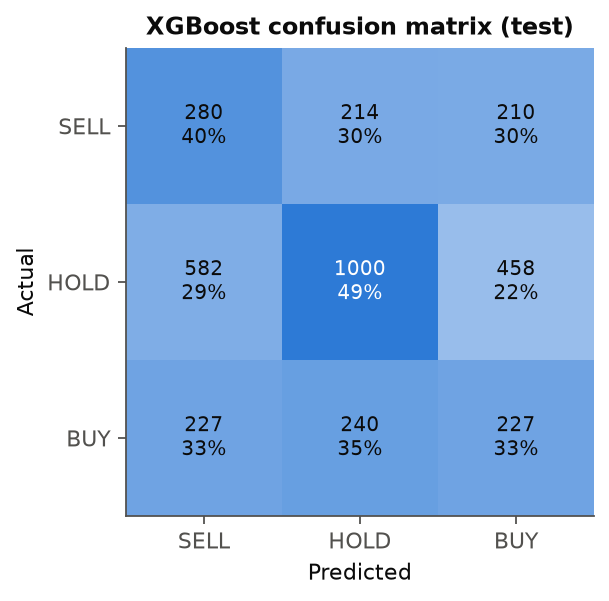 XGBoost confusion matrix (test)
SELL
280
40%
214
30%
210
30%
HOLD
582
29%
1000
49%
458
22%
BUY
227
33%
240
35%
227
33%
SELL
HOLD
BUY
Predicted
Actual